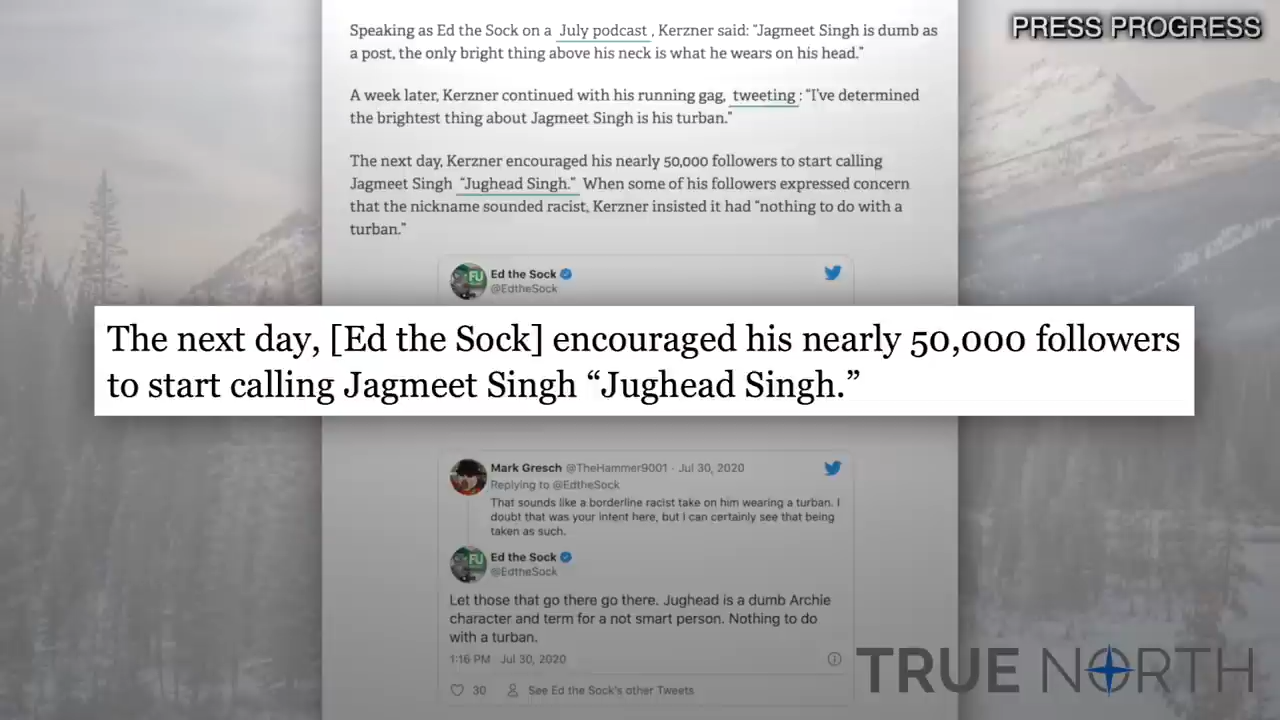 PRESS PROGRESS
Speaking as Ed the Sock on a July podcast, Kerzner said: “Jagmeet Singh is dumb as
a post, the only bright thing above his neck is what he wears on his head.”
A week later, Kerzner continued with his running gag, tweeting: “I've determined
the brightest thing about Jagmeet Singh is his turban.”
The next day, Kerzner encouraged his nearly 50,000 followers to start calling
Jagmeet Singh “Jughead Singh.” When some of his followers expressed concern
that the nickname sounded racist, Kerzner insisted it had “nothing to do with a
turban.”
FU
Ed the Sock
@EdtheSock
The next day, [Ed the Sock] encouraged his nearly 50,000 followers
to start calling Jagmeet Singh “Jughead Singh.”
Mark Gresch @TheHammer9001 · Jul 30, 2020
Replying to @EdtheSock
That sounds like a borderline racist take on him wearing a turban. I
doubt that was your intent here, but I can certainly see that being
taken as such.
FU
Ed the Sock
@EdtheSock
Let those that go there go there. Jughead is a dumb Archie
character and term for a not smart person. Nothing to do
with a turban.
1:16 PM Jul 30, 2020
30 See Ed the Sock's other Tweets
TRUE NORTH